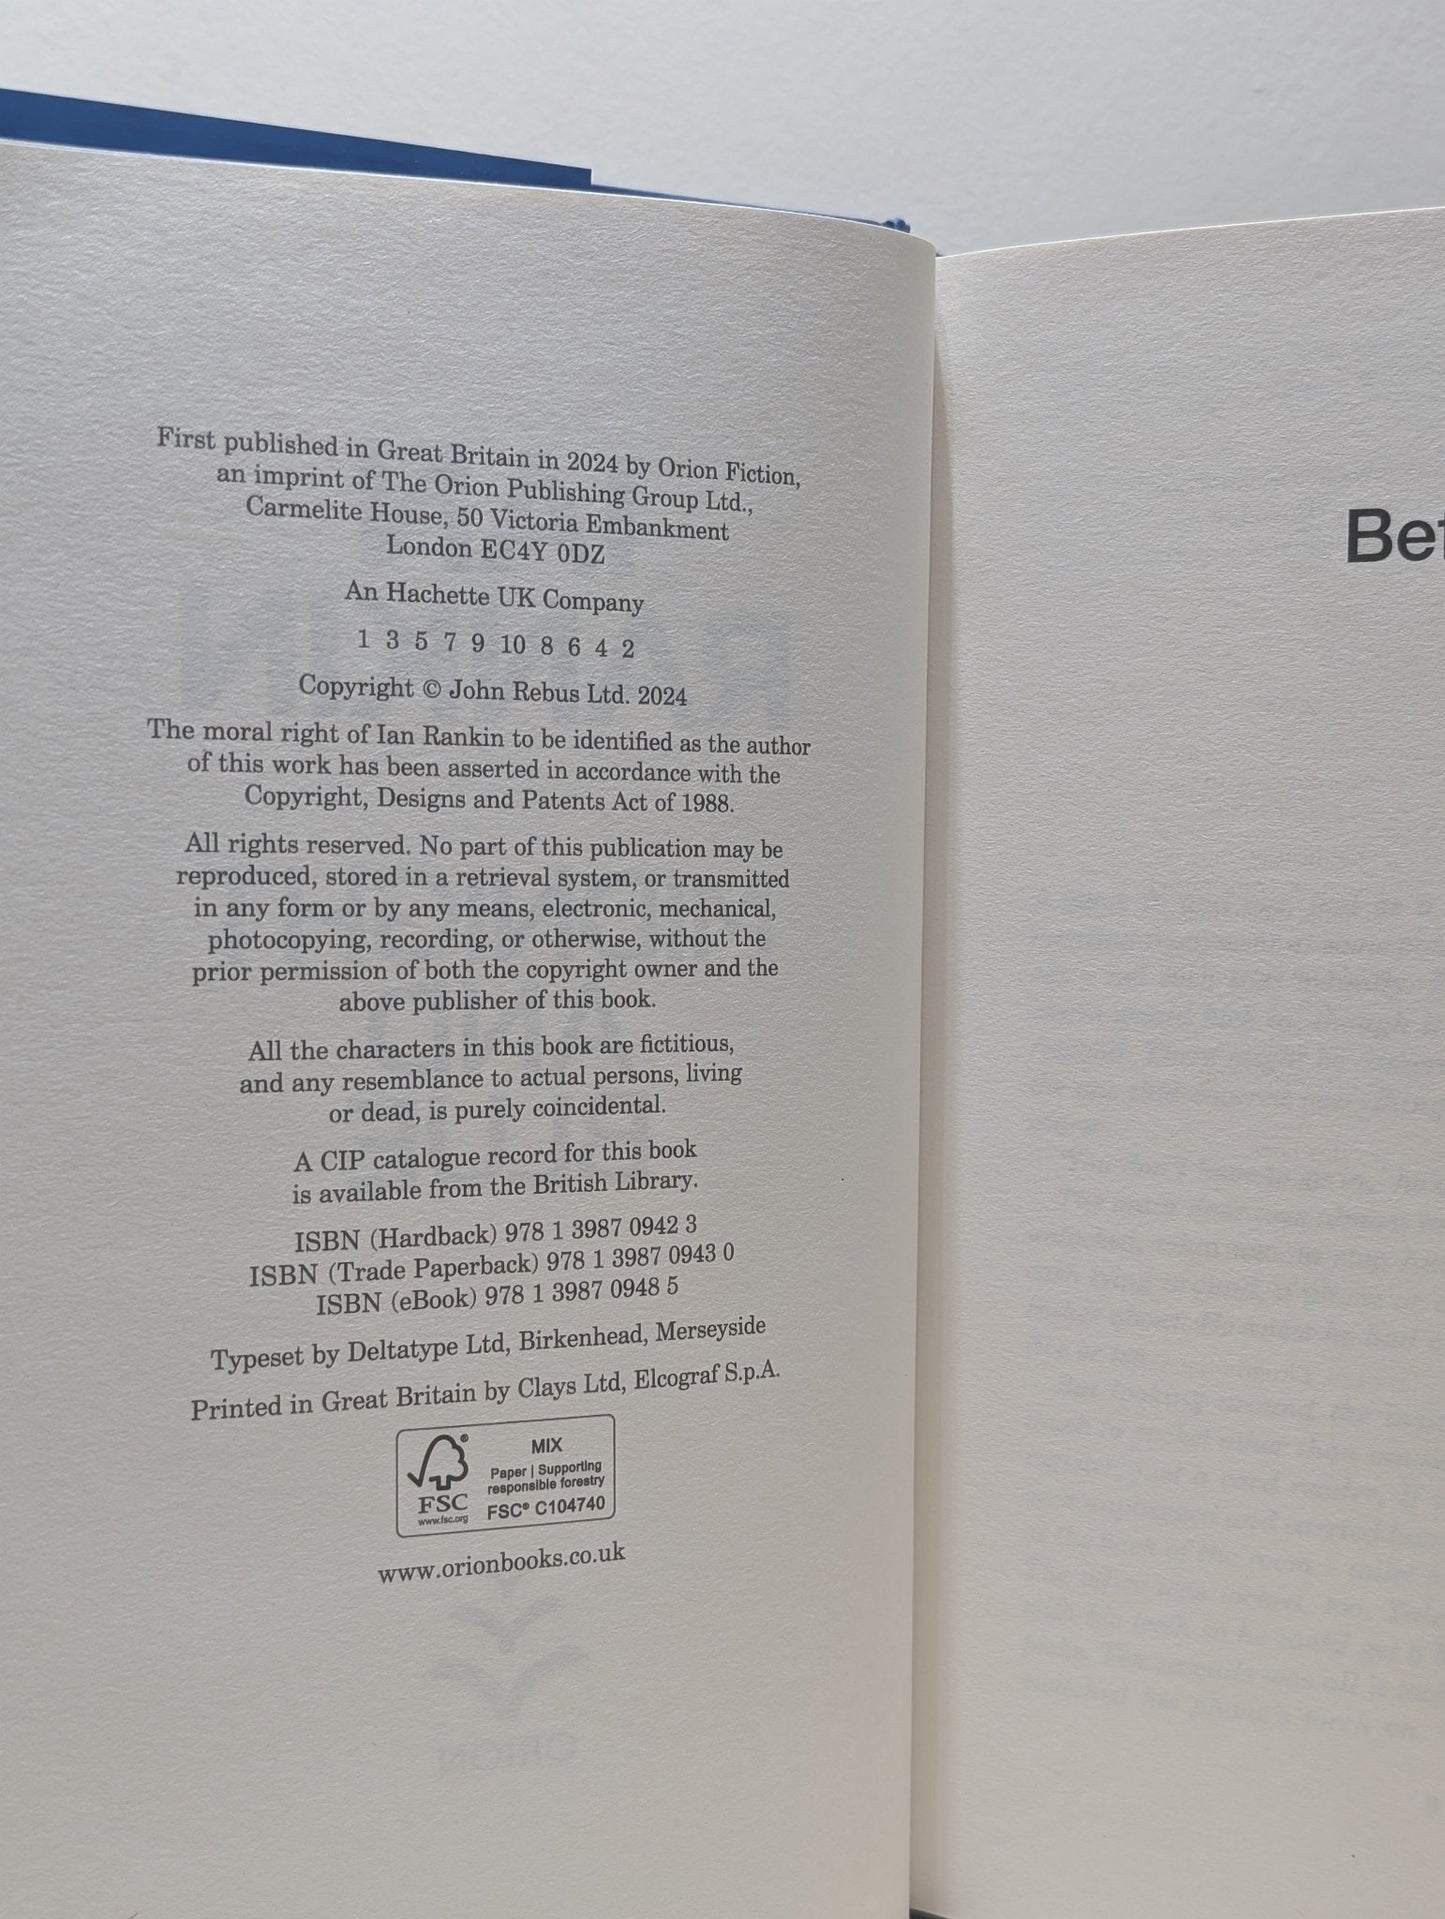 First published in Great Britain in 2024 by Orion Fiction,
an imprint of The Orion Publishing Group Ltd.,
Carmelite House, 50 Victoria Embankment
London EC4Y 0DZ
An Hachette UK Company
1 3 5 7 9 10 8 6 4 2
Copyright © John Rebus Ltd. 2024
The moral right of Ian Rankin to be identified as the author
of this work has been asserted in accordance with the
Copyright, Designs and Patents Act of 1988.
All rights reserved. No part of this publication may be
reproduced, stored in a retrieval system, or transmitted
in any form or by any means, electronic, mechanical,
photocopying, recording, or otherwise, without the
prior permission of both the copyright owner and the
above publisher of this book.
All the characters in this book are fictitious,
and any resemblance to actual persons, living
or dead, is purely coincidental.
A CIP catalogue record for this book
is available from the British Library.
ISBN (Hardback) 978 1 3987 0942 3
ISBN (Trade Paperback) 978 1 3987 0943 0
ISBN (eBook) 978 1 3987 0948 5
Typeset by Deltatype Ltd, Birkenhead, Merseyside
Printed in Great Britain by Clays Ltd, Elcograf S.p.A.
FSC®
www.fsc.org
MIX
Paper | Supporting
responsible forestry
FSC® C104740
www.orionbooks.co.uk